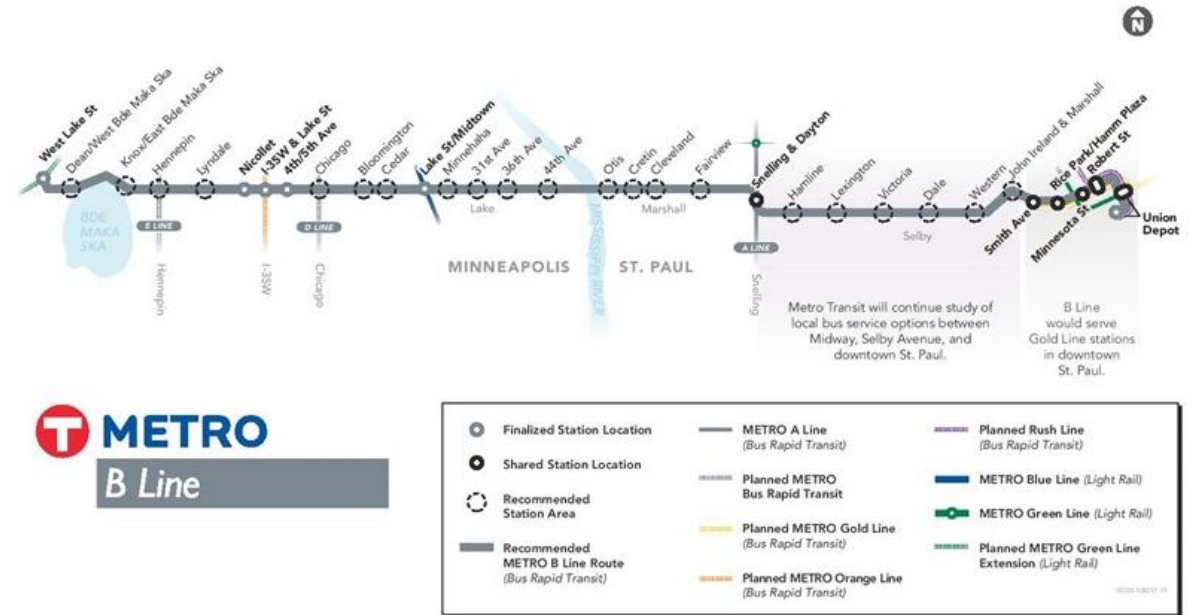 N
West Lake St
Dean/West Bde Maka Ska
Knox/East Bde Maka Ska
Hennepin
Lyndale
Nicollet
I-35W & Lake St
4th/5th Ave
Chicago
Bloomington
Cedar
Lake St/Midtown
Minnehaha
31st Ave
36th Ave
44th Ave
Otis
Cretin
Cleveland
Fairview
Snelling & Dayton
Hamline
Lexington
Victoria
Dale
Western
John Ireland & Marshall
Smith Ave
Rice Park/Hamm Plaza
Minnesota St
Robert St
Union
Depot
Lake
Marshall
Selby
BDE
MAKA
SKA
E LINE
D LINE
A LINE
Hennepin
I-35W
Chicago
Snelling
MISSISSIPPI RIVER
MINNEAPOLIS
ST. PAUL
Metro Transit will continue study of
local bus service options between
Midway, Selby Avenue, and
downtown St. Paul.
B Line
would serve
Gold Line stations
in downtown
St. Paul.
T METRO
B Line
Finalized Station Location
Shared Station Location
Recommended
Station Area
Recommended
METRO B Line Route
(Bus Rapid Transit)
METRO A Line
(Bus Rapid Transit)
Planned METRO
Bus Rapid Transit
Planned METRO Gold Line
(Bus Rapid Transit)
Planned METRO Orange Line
(Bus Rapid Transit)
Planned Rush Line
(Bus Rapid Transit)
METRO Blue Line (Light Rail)
METRO Green Line (Light Rail)
Planned METRO Green Line
Extension (Light Rail)